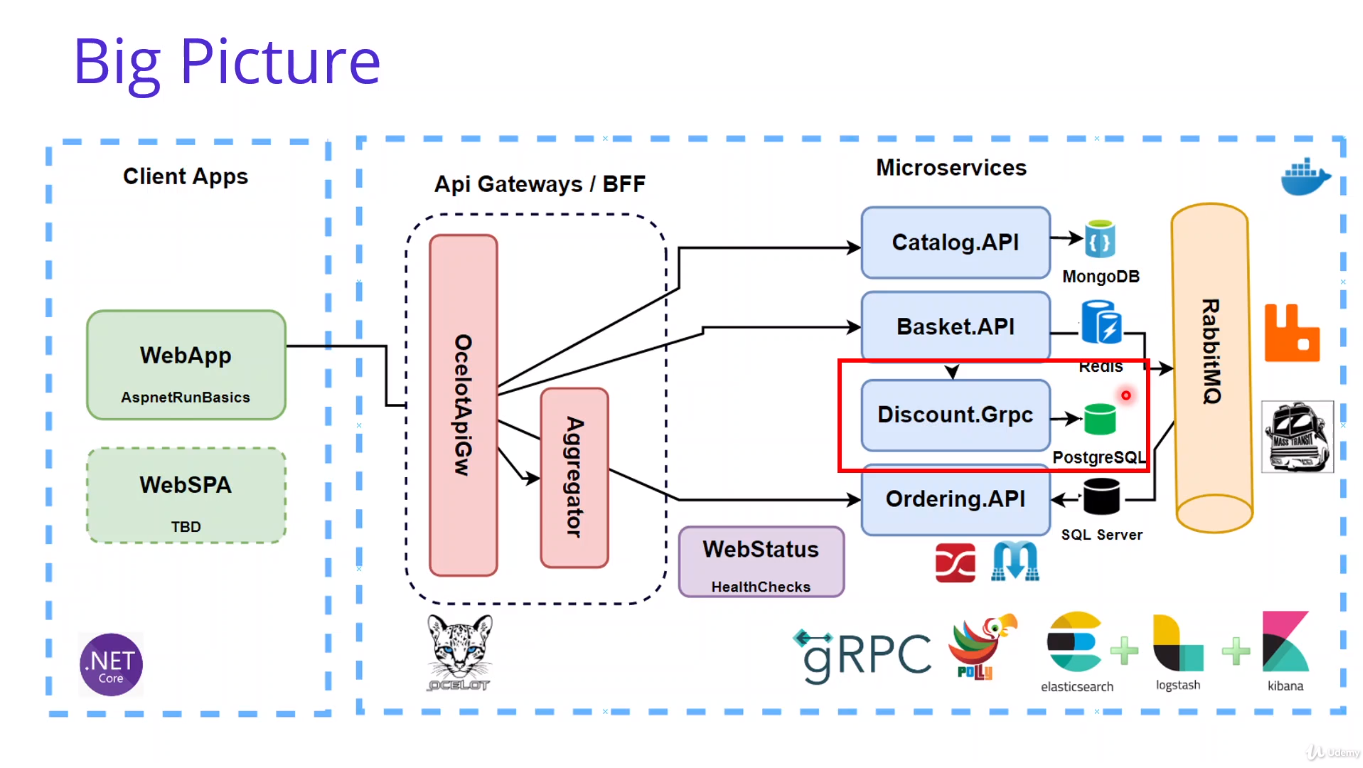 Big Picture
Client Apps
WebApp
AspnetRunBasics
WebSPA
TBD
.NET
Core
Api Gateways / BFF
OcelotApiGw
Aggregator
OCELOT
Microservices
Catalog.API
MongoDB
Basket.API
Redis
Discount.Grpc
PostgreSQL
Ordering.API
SQL Server
RabbitMQ
MASS TRANSIT
WebStatus
HealthChecks
gRPC
POLLY
elasticsearch
logstash
kibana
Udemy